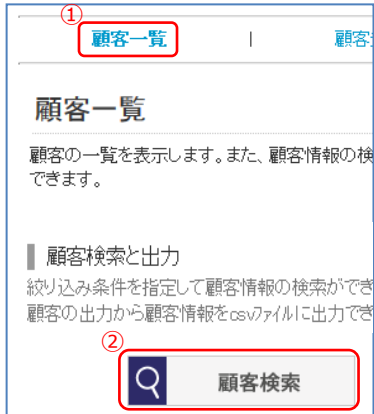 ①
顧客一覧 | 顧客
顧客一覧
顧客の一覧を表示します。また、顧客情報の検
できます。
顧客検索と出力
絞り込み条件を指定して顧客情報の検索ができ
顧客の出力から顧客情報をcsvファイルに出力でき
②
顧客検索